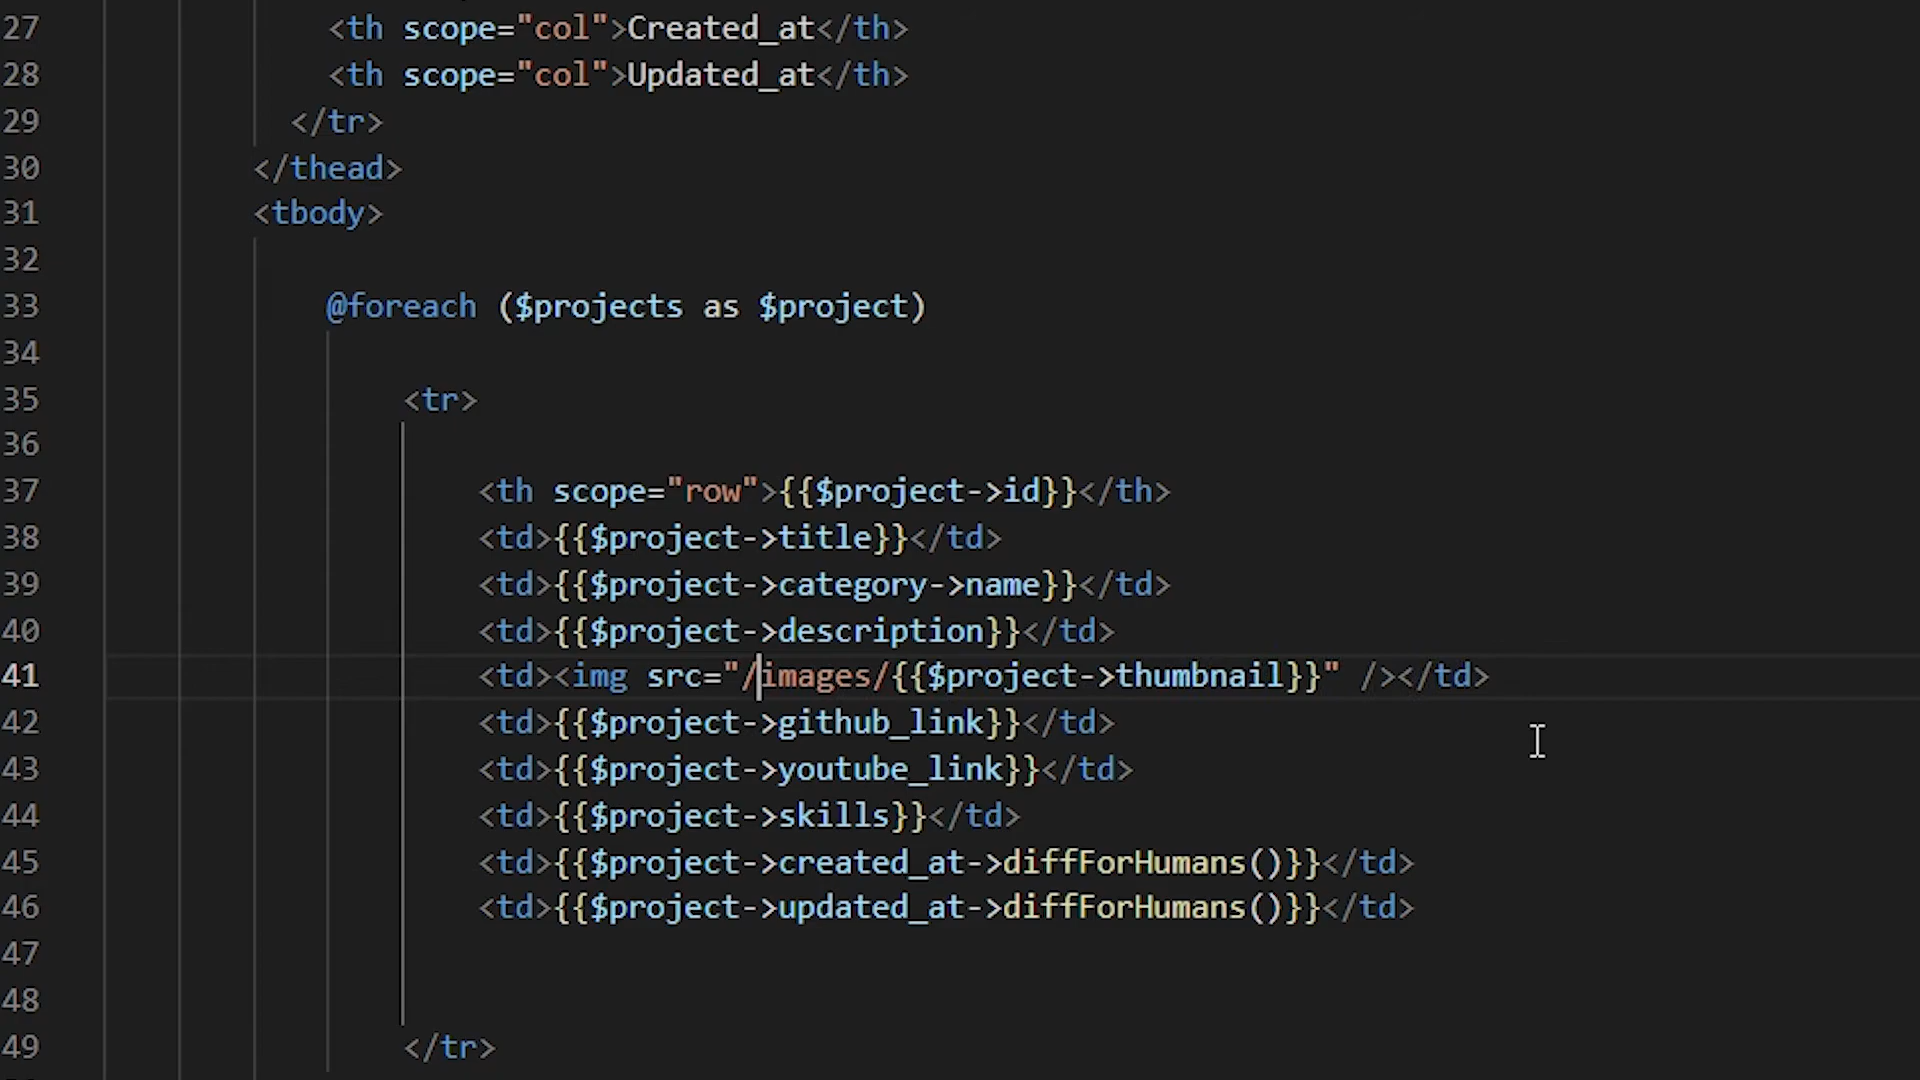 27 <th scope="col">Created_at</th>
28 <th scope="col">Updated_at</th>
29 </tr>
30 </thead>
31 <tbody>
32
33 @foreach ($projects as $project)
34
35 <tr>
36
37 <th scope="row">{{$project->id}}</th>
38 <td>{{$project->title}}</td>
39 <td>{{$project->category->name}}</td>
40 <td>{{$project->description}}</td>
41 <td><img src="/images/{{$project->thumbnail}}" /></td>
42 <td>{{$project->github_link}}</td>
43 <td>{{$project->youtube_link}}</td>
44 <td>{{$project->skills}}</td>
45 <td>{{$project->created_at->diffForHumans()}}</td>
46 <td>{{$project->updated_at->diffForHumans()}}</td>
47
48
49 </tr>